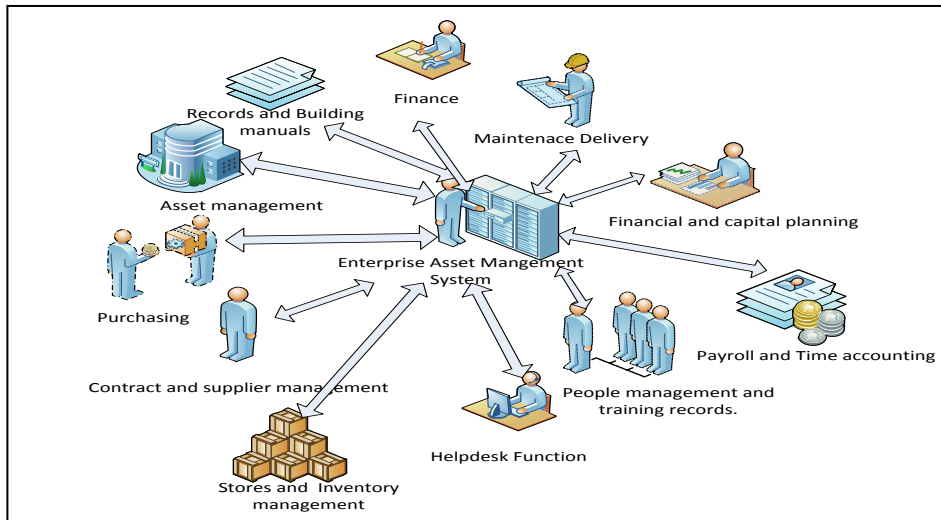 Finance
Records and Building
manuals
Maintenace Delivery
Asset management
Financial and capital planning
Enterprise Asset Mangement
System
Purchasing
Payroll and Time accounting
Contract and supplier management
People management and
training records.
Helpdesk Function
Stores and Inventory
management